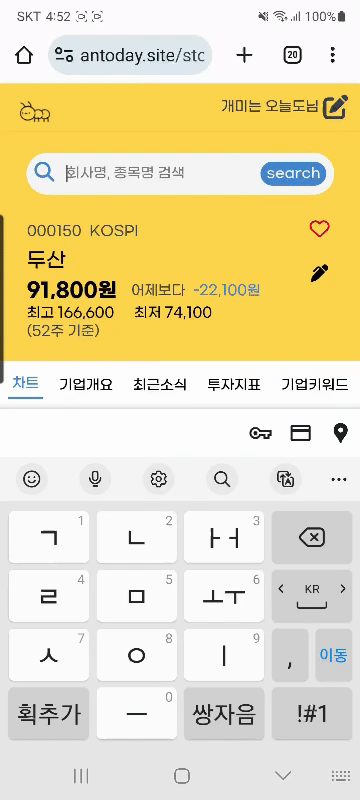 SKT 4:52 100%
antoday.site/stc
20
개미는 오늘도님
회사명, 종목명 검색
search
000150 KOSPI
두산
91,800원 어제보다 -22,100원
최고 166,600 최저 74,100
(52주 기준)
차트 기업개요 최근소식 투자지표 기업키워드
ㄱ 1 ㄴ 2 ㅏㅓ 3
ㄹ 4 ㅁ 5 ㅗㅜ 6 < KR >
ㅅ 7 ㅇ 8 ㅣ 9 , 이동
획추가 ㅡ 0 쌍자음 !#1